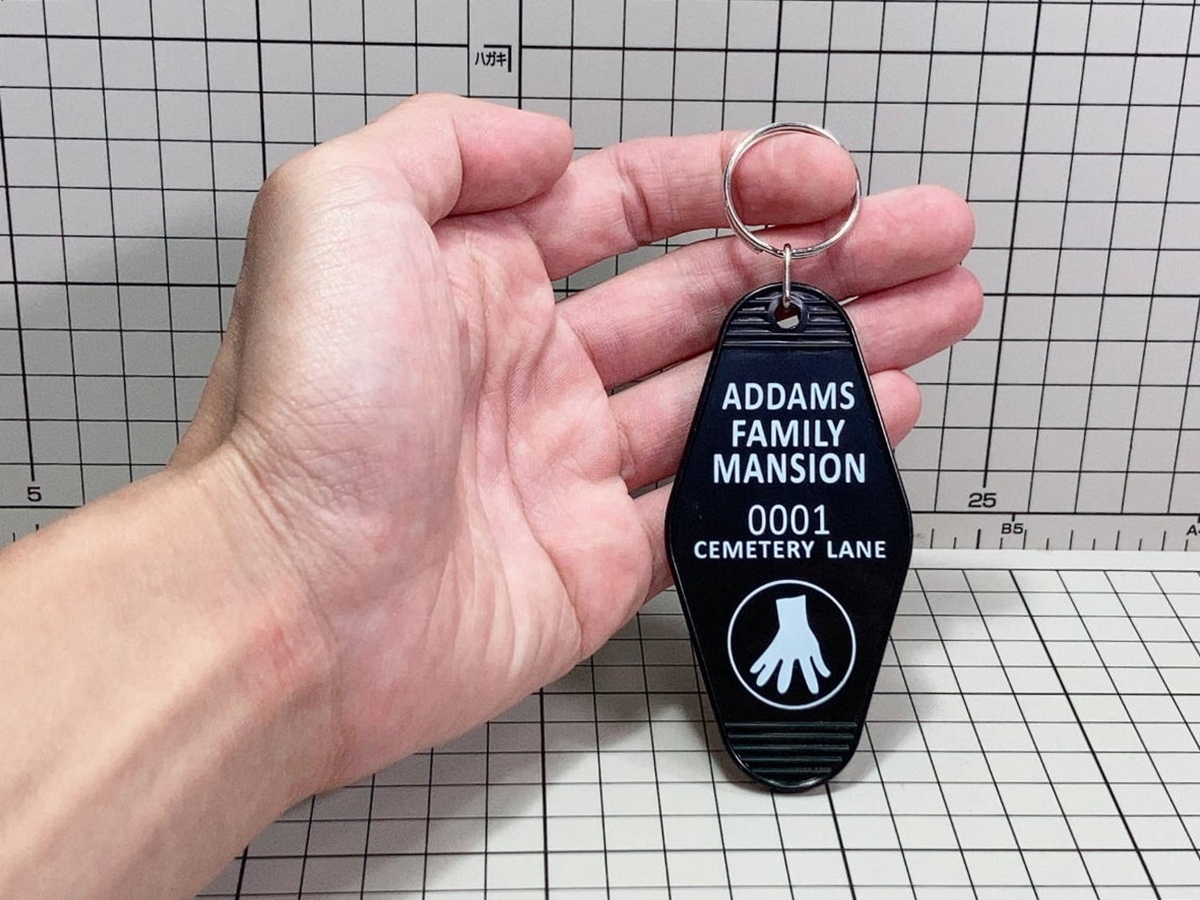 ハガキ
ADDAMS
FAMILY
MANSION
0001
CEMETERY LANE
5
25
B5